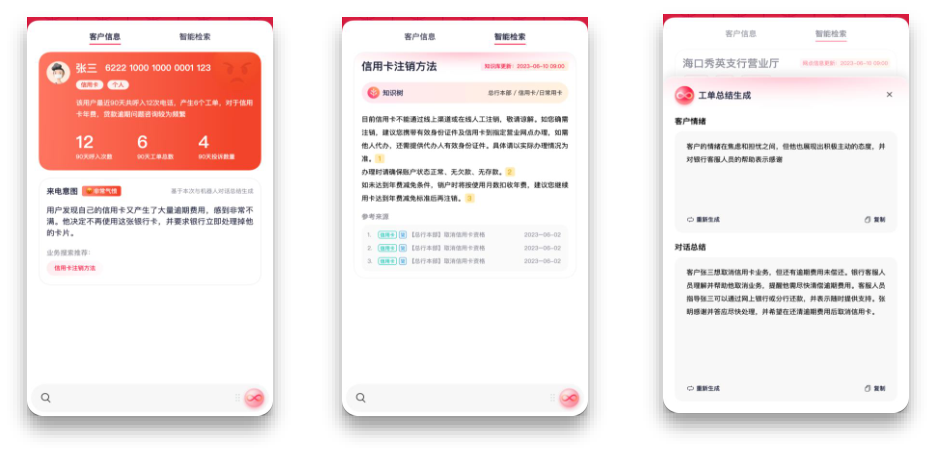 客户信息
智能检索
张三 6222 1000 1000 0001 123
信用卡 个人
该用户最近90天共呼入12次电话，产生6个工单，对于信用
卡年费、贷款逾期问题咨询较为频繁
12 6 4
90天呼入次数 90天工单总数 90天投诉数量
来电意图 非常气愤 基于本次与机器人对话总结生成
用户发现自己的信用卡又产生了大量逾期费用，感到非常不
满。他决定不再使用这张银行卡，并要求银行立即处理掉他
的卡片。
业务搜索推荐：
信用卡注销方法
客户信息
智能检索
信用卡注销方法 知识库更新：2023-06-10 09:00
知识树 总行本部 / 信用卡/日常用卡
目前信用卡不能通过线上渠道或在线人工注销，敬请谅解。如您确需
注销，建议您携带有效身份证件及信用卡到指定营业网点办理，如需
他人代办，还需提供代办人有效身份证件。具体请以实际办理情况为
准。 1
办理时请确保账户状态正常、无欠款、无存款。 2
如未达到年费减免条件，销户时将按使用月数扣收年费，建议您继续
用卡达到年费减免标准后再注销。 3
参考来源
1. 信用卡 【总行本部】取消信用卡资格 2023-06-02
2. 信用卡 【总行本部】取消信用卡资格 2023-06-02
3. 信用卡 【总行本部】取消信用卡资格 2023-06-02
客户信息
智能检索
海口秀英支行营业厅 网点信息更新：2023-06-10 09:00
工单总结生成 ×
客户情绪
客户的情绪在焦虑和担忧之间，但他也展现出积极主动的态度，并
对银行客服人员的帮助表示感谢
重新生成 复制
对话总结
客户张三想取消信用卡业务，但还有逾期费用未偿还。银行客服人
员理解并帮助他取消业务，提醒他需尽快清偿逾期费用。客服人员
指导张三可以通过网上银行或分行还款，并表示随时提供支持。张
明感谢并答应尽快处理，并希望在还清逾期费用后取消信用卡。
重新生成 复制